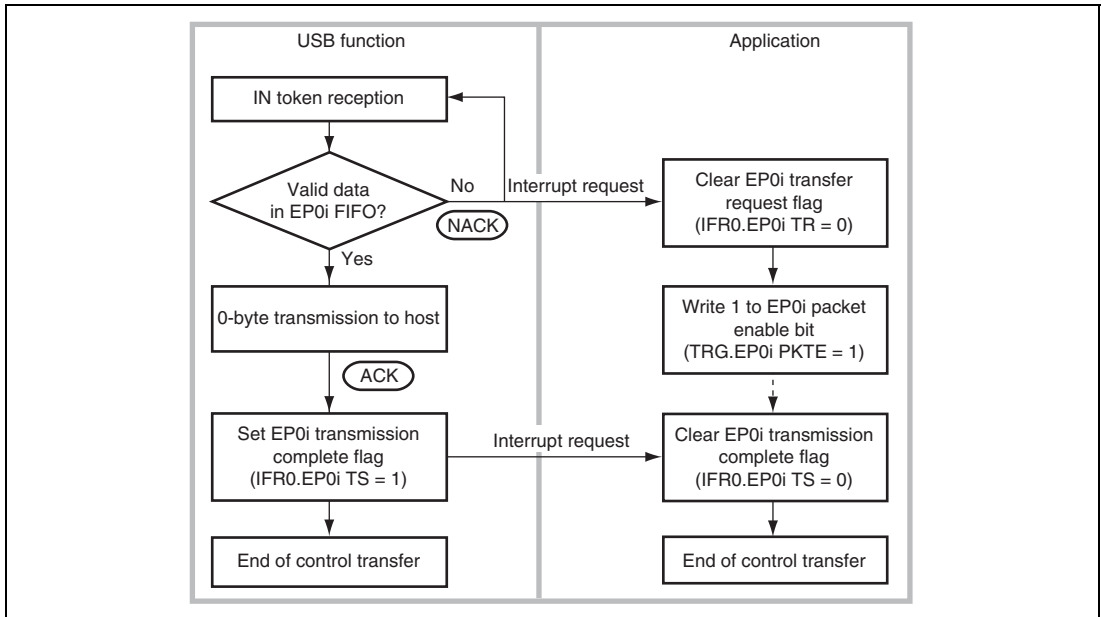 USB function
Application
IN token reception
Valid data
in EP0i FIFO?
No
NACK
Interrupt request
Clear EP0i transfer
request flag
(IFR0.EP0i TR = 0)
Yes
0-byte transmission to host
Write 1 to EP0i packet
enable bit
(TRG.EP0i PKTE = 1)
ACK
Set EP0i transmission
complete flag
(IFR0.EP0i TS = 1)
Interrupt request
Clear EP0i transmission
complete flag
(IFR0.EP0i TS = 0)
End of control transfer
End of control transfer